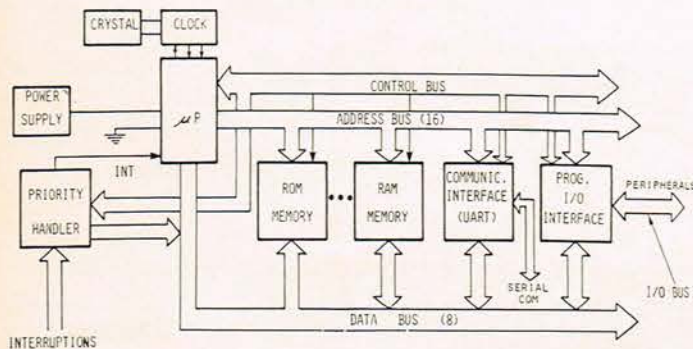 CRYSTAL
CLOCK
POWER
SUPPLY
μP
CONTROL BUS
ADDRESS BUS (16)
INT
PRIORITY
HANDLER
ROM
MEMORY
RAM
MEMORY
COMMUNIC.
INTERFACE
(UART)
PROG.
I/O
INTERFACE
PERIPHERALS
SERIAL
COM
I/O BUS
DATA BUS (8)
INTERRUPTIONS